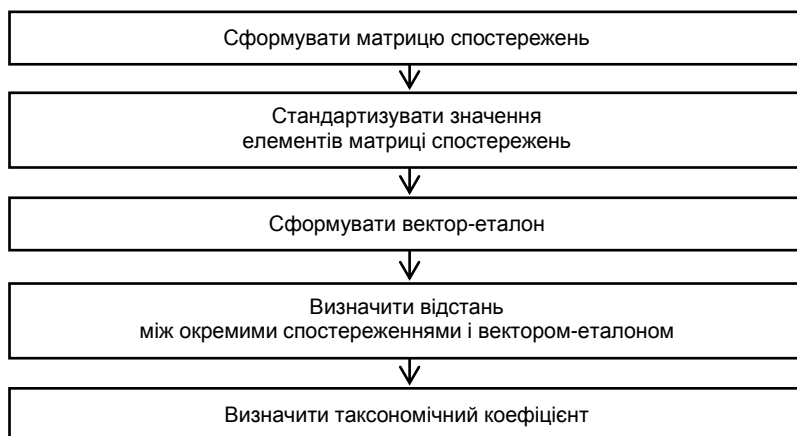 Сформувати матрицю спостережень
Стандартизувати значення
елементів матриці спостережень
Сформувати вектор-еталон
Визначити відстань
між окремими спостереженнями і вектором-еталоном
Визначити таксономічний коефіцієнт